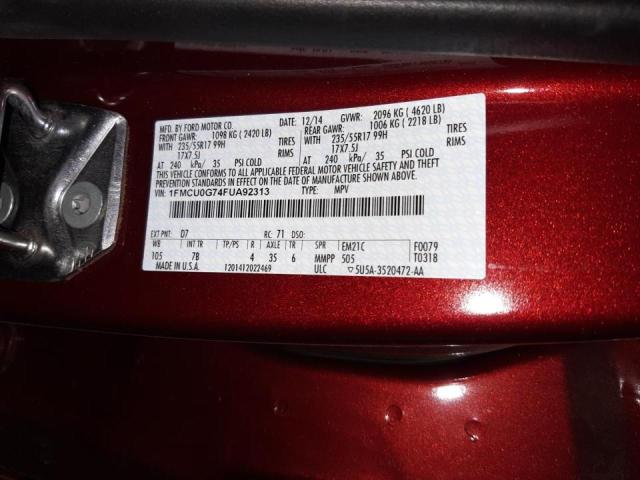 MFD. BY FORD MOTOR CO. 12/14 GVWR: 2096 KG ( 4620 LB)
FRONT GAWR: 1098 KG ( 2420 LB) REAR GAWR: 1006 KG ( 2218 LB)
WITH 235/55R17 99H TIRES WITH 235/55R17 99H TIRES
17X7.5J RIMS 17X7.5J RIMS
AT 240 kPa/ 35 PSI COLD AT 240 kPa/ 35 PSI COLD
THIS VEHICLE CONFORMS TO ALL APPLICABLE FEDERAL MOTOR VEHICLE SAFETY AND THEFT
PREVENTION STANDARDS IN EFFECT ON THE DATE OF MANUFACTURE SHOWN ABOVE.
VIN: 1FMCU0G74FUA92313 TYPE: MPV
F0079
T0318
EXT PNT: D7 RC: 71 DSO:
WB INT TR TP/PS R AXLE TR SPR EM21C
105 7B 4 35 6 MMPP 505
MADE IN U.S.A. 1201412022469 ULC 5U5A-3520472-AA